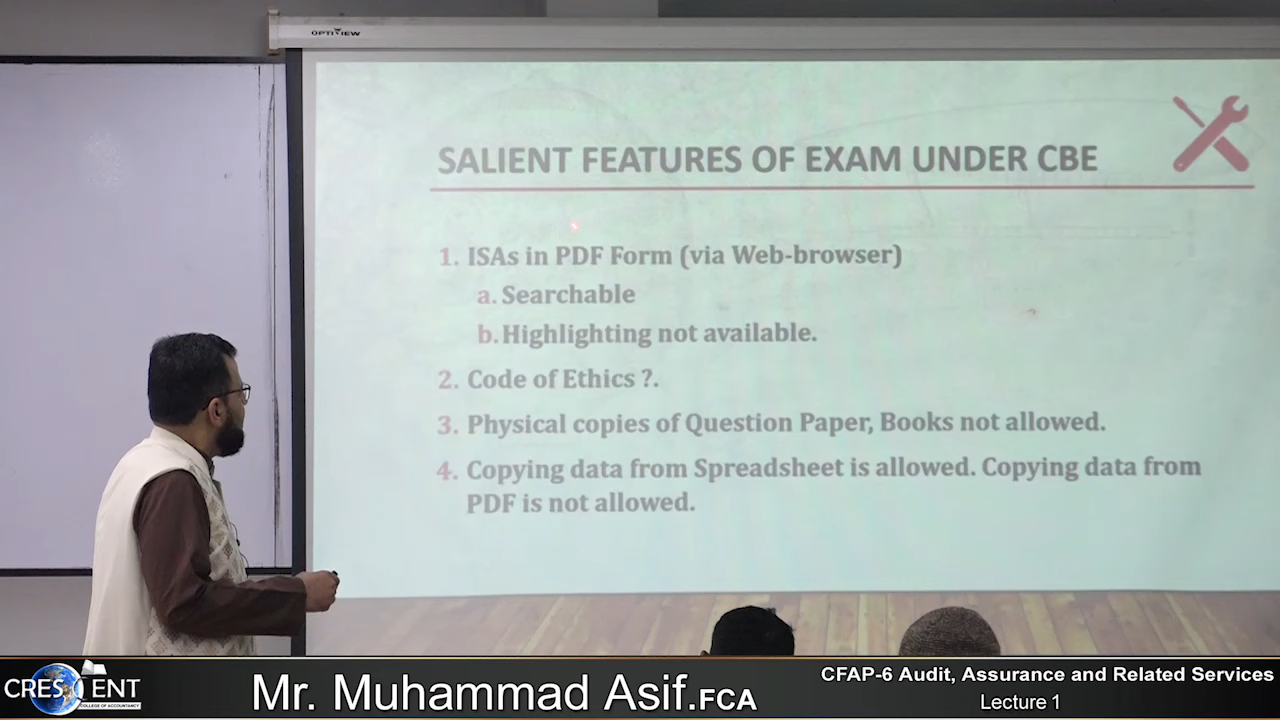 OPTIVIEW
SALIENT FEATURES OF EXAM UNDER CBE
1. ISAs in PDF Form (via Web-browser)
a. Searchable
b. Highlighting not available.
2. Code of Ethics ?.
3. Physical copies of Question Paper, Books not allowed.
4. Copying data from Spreadsheet is allowed. Copying data from
PDF is not allowed.
CRESCENT
COLLEGE OF ACCOUNTANCY
Mr. Muhammad Asif.FCA
CFAP-6 Audit, Assurance and Related Services
Lecture 1